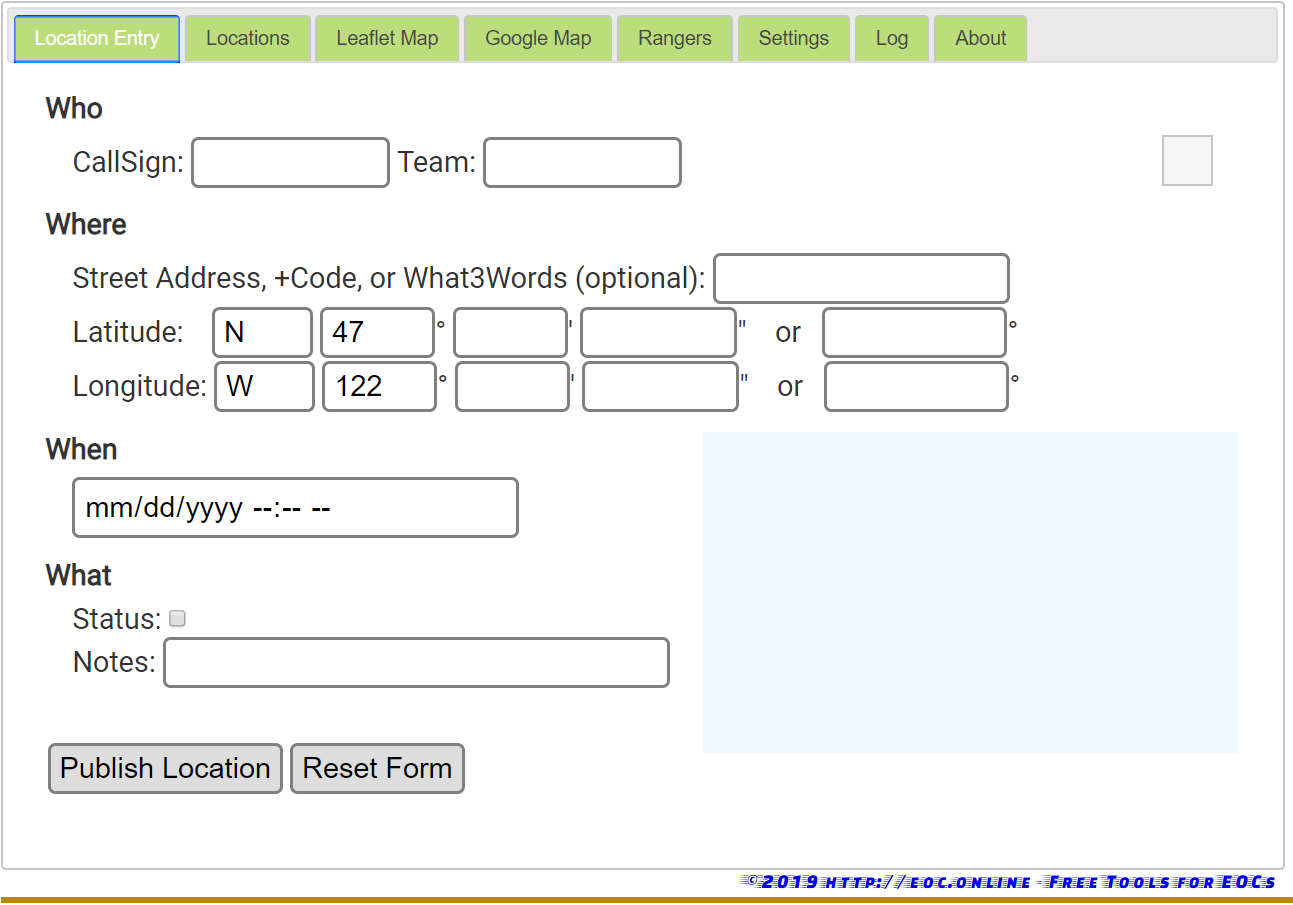 Location Entry Locations Leaflet Map Google Map Rangers Settings Log About
Who
CallSign: Team:
Where
Street Address, +Code, or What3Words (optional):
Latitude: N 47 ° ' " or °
Longitude: W 122 ° ' " or °
When
mm/dd/yyyy --:-- --
What
Status:
Notes:
Publish Location Reset Form
©2019 http://eoc.online - Free Tools for EOCs